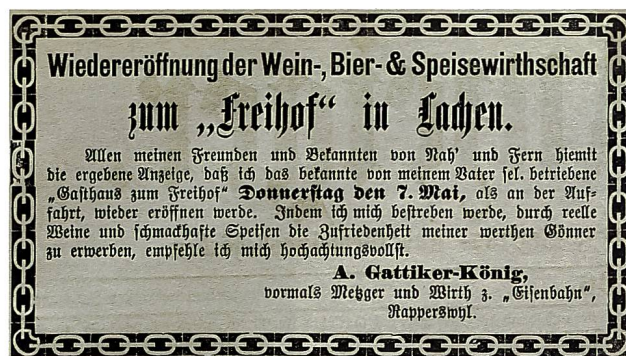 Wiedereröffnung der Wein-, Bier- & Speisewirthschaft
zum „Freihof“ in Lachen.
Allen meinen Freunden und Bekannten von Nah' und Fern hiemit
die ergebene Anzeige, daß ich das bekannte von meinem Vater sel. betriebene
„Gasthaus zum Freihof“ Donnerstag den 7. Mai, als an der Auf-
fahrt, wieder eröffnen werde. Indem ich mich bestreben werde, durch reelle
Weine und schmackhafte Speisen die Zufriedenheit meiner werthen Gönner
zu erwerben, empfehle ich mich hochachtungsvollst.
A. Gattiker-König,
vormals Metzger und Wirth z. „Eisenbahn“,
Rapperswyl.